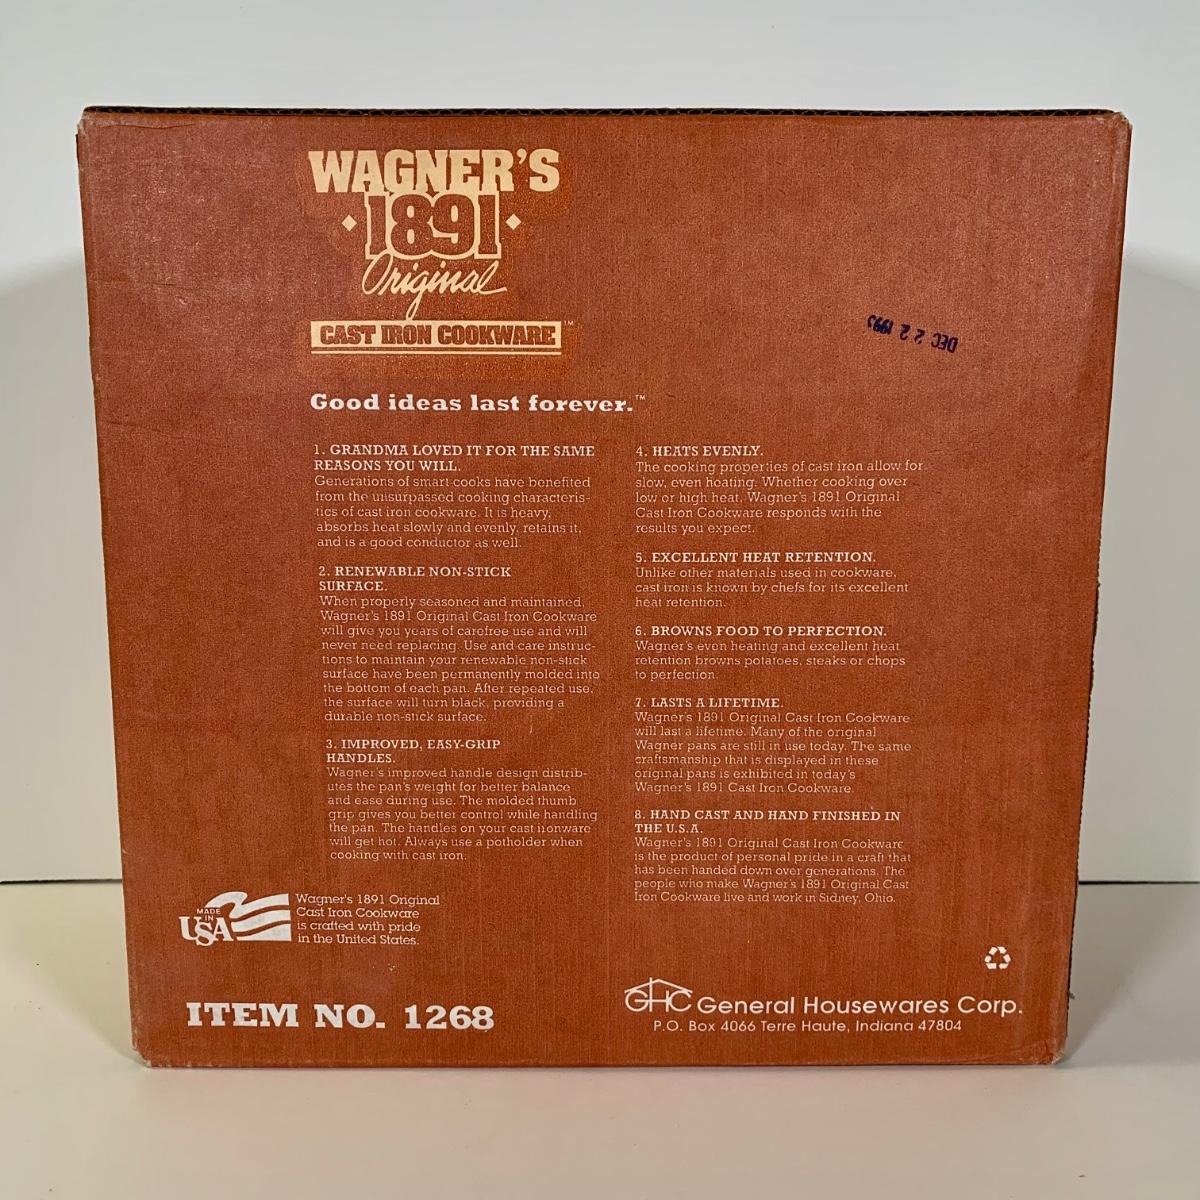 WAGNER'S
1891
Original
CAST IRON COOKWARE™
Good ideas last forever.™
DEC 2 2 1995
1. GRANDMA LOVED IT FOR THE SAME
REASONS YOU WILL.
Generations of smart cooks have benefited
from the unsurpassed cooking characteris-
tics of cast iron cookware. It is heavy,
absorbs heat slowly and evenly, retains it,
and is a good conductor as well.
2. RENEWABLE NON-STICK
SURFACE.
When properly seasoned and maintained,
Wagner's 1891 Original Cast Iron Cookware
will give you years of carefree use and will
never need replacing. Use and care instruc-
tions to maintain your renewable non-stick
surface have been permanently molded into
the bottom of each pan. After repeated use,
the surface will turn black, providing a
durable non-stick surface.
3. IMPROVED, EASY-GRIP
HANDLES.
Wagner's improved handle design distrib-
utes the pan's weight for better balance
and ease during use. The molded thumb
grip gives you better control while handling
the pan. The handles on your cast ironware
will get hot. Always use a potholder when
cooking with cast iron.
4. HEATS EVENLY.
The cooking properties of cast iron allow for
slow, even heating. Whether cooking over
low or high heat, Wagner's 1891 Original
Cast Iron Cookware responds with the
results you expect.
5. EXCELLENT HEAT RETENTION.
Unlike other materials used in cookware,
cast iron is known by chefs for its excellent
heat retention.
6. BROWNS FOOD TO PERFECTION.
Wagner's even heating and excellent heat
retention browns potatoes, steaks or chops
to perfection.
7. LASTS A LIFETIME.
Wagner's 1891 Original Cast Iron Cookware
will last a lifetime. Many of the original
Wagner pans are still in use today. The same
craftsmanship that is displayed in these
original pans is exhibited in today's
Wagner's 1891 Cast Iron Cookware.
8. HAND CAST AND HAND FINISHED IN
THE U.S.A.
Wagner's 1891 Original Cast Iron Cookware
is the product of personal pride in a craft that
has been handed down over generations. The
people who make Wagner's 1891 Original Cast
Iron Cookware live and work in Sidney, Ohio.
MADE
IN
USA
Wagner's 1891 Original
Cast Iron Cookware
is crafted with pride
in the United States.
ITEM NO. 1268
GHC General Housewares Corp.
P.O. Box 4066 Terre Haute, Indiana 47804